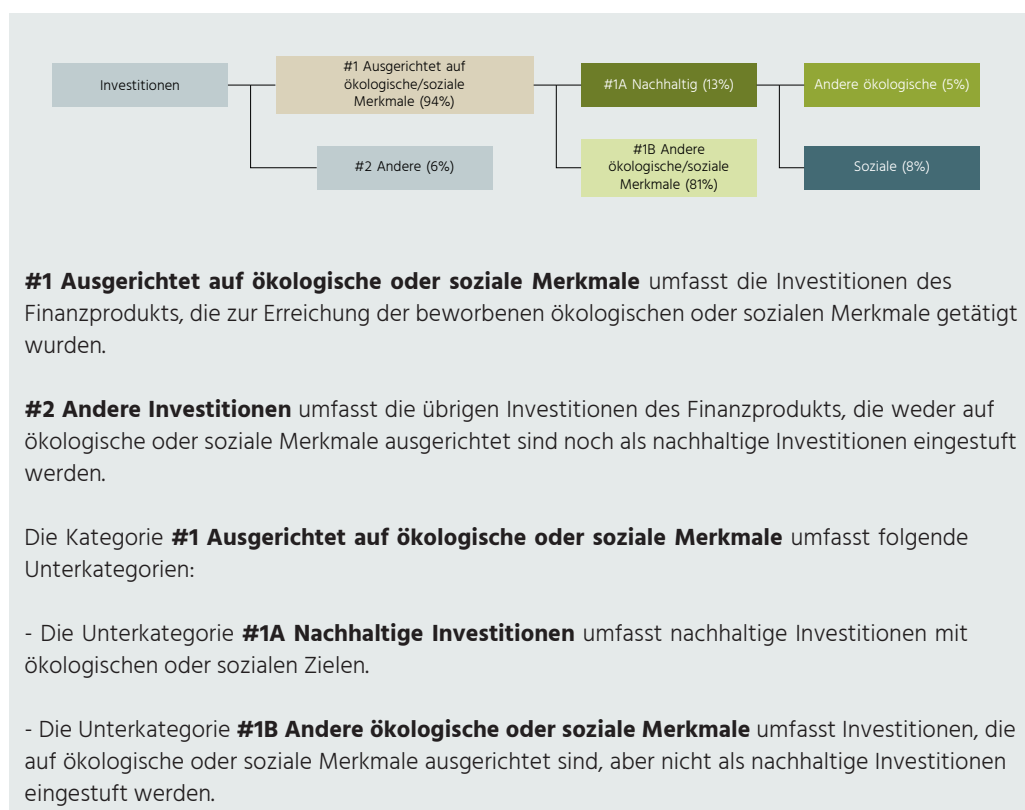 Investitionen
#1 Ausgerichtet auf
ökologische/soziale
Merkmale (94%)
#1A Nachhaltig (13%)
Andere ökologische (5%)
#2 Andere (6%)
#1B Andere
ökologische/soziale
Merkmale (81%)
Soziale (8%)
#1 Ausgerichtet auf ökologische oder soziale Merkmale umfasst die Investitionen des
Finanzprodukts, die zur Erreichung der beworbenen ökologischen oder sozialen Merkmale getätigt
wurden.
#2 Andere Investitionen umfasst die übrigen Investitionen des Finanzprodukts, die weder auf
ökologische oder soziale Merkmale ausgerichtet sind noch als nachhaltige Investitionen eingestuft
werden.
Die Kategorie #1 Ausgerichtet auf ökologische oder soziale Merkmale umfasst folgende
Unterkategorien:
- Die Unterkategorie #1A Nachhaltige Investitionen umfasst nachhaltige Investitionen mit
ökologischen oder sozialen Zielen.
- Die Unterkategorie #1B Andere ökologische oder soziale Merkmale umfasst Investitionen, die
auf ökologische oder soziale Merkmale ausgerichtet sind, aber nicht als nachhaltige Investitionen
eingestuft werden.